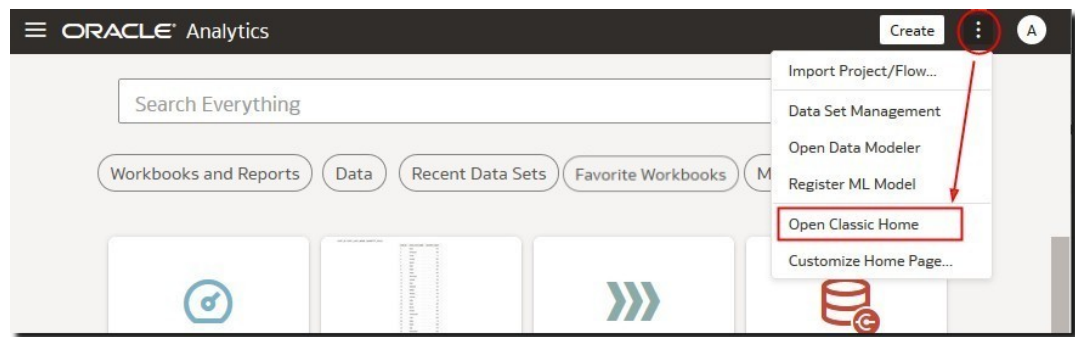 ORACLE Analytics
Create
A
Import Project/Flow...
Search Everything
Data Set Management
Open Data Modeler
Workbooks and Reports
Data
Recent Data Sets
Favorite Workbooks
M
Register ML Model
Open Classic Home
Customize Home Page...